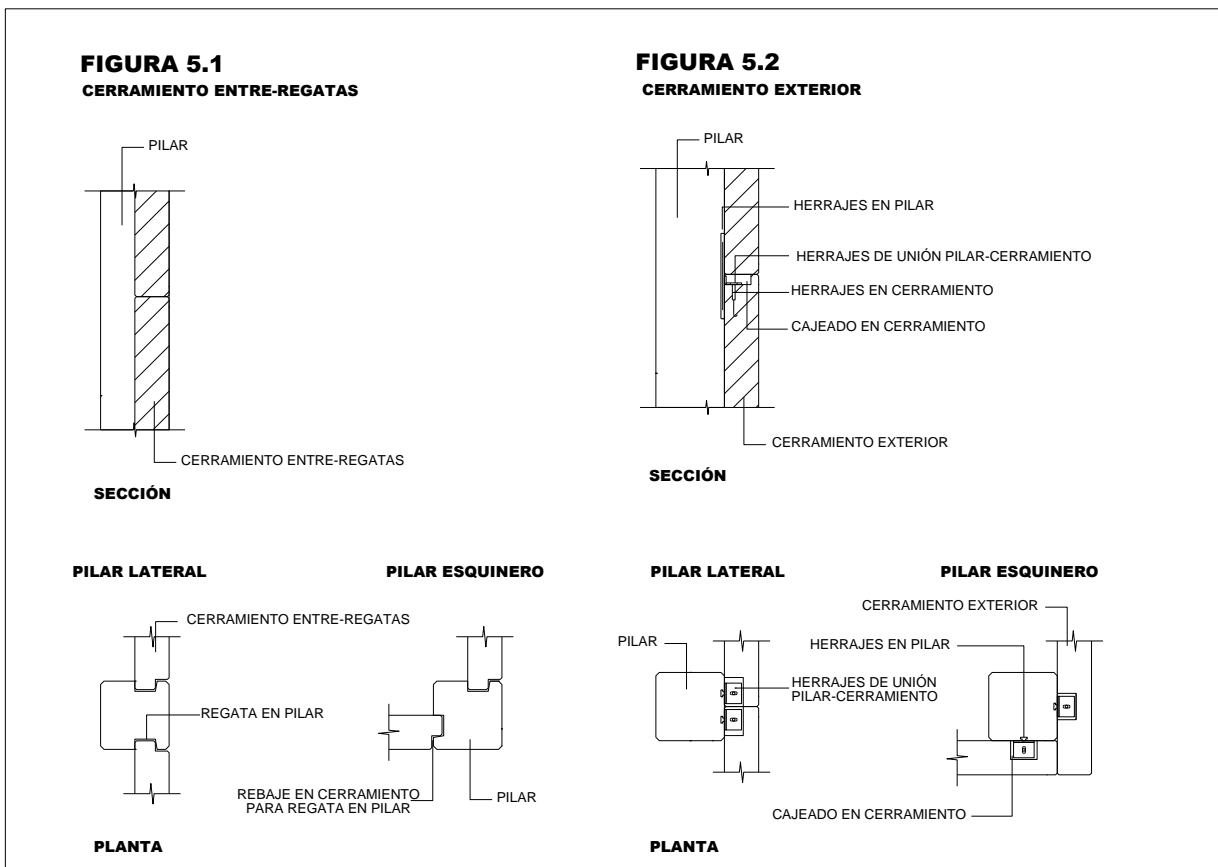 FIGURA 5.1
CERRAMIENTO ENTRE-REGATAS
PILAR
CERRAMIENTO ENTRE-REGATAS
SECCIÓN
PILAR LATERAL
PILAR ESQUINERO
CERRAMIENTO ENTRE-REGATAS
REGATA EN PILAR
REBAJE EN CERRAMIENTO
PARA REGATA EN PILAR
PILAR
PLANTA
FIGURA 5.2
CERRAMIENTO EXTERIOR
PILAR
HERRAJES EN PILAR
HERRAJES DE UNIÓN PILAR-CERRAMIENTO
HERRAJES EN CERRAMIENTO
CAJEADO EN CERRAMIENTO
CERRAMIENTO EXTERIOR
SECCIÓN
PILAR LATERAL
PILAR ESQUINERO
CERRAMIENTO EXTERIOR
PILAR
HERRAJES EN PILAR
HERRAJES DE UNIÓN
PILAR-CERRAMIENTO
CAJEADO EN CERRAMIENTO
PLANTA